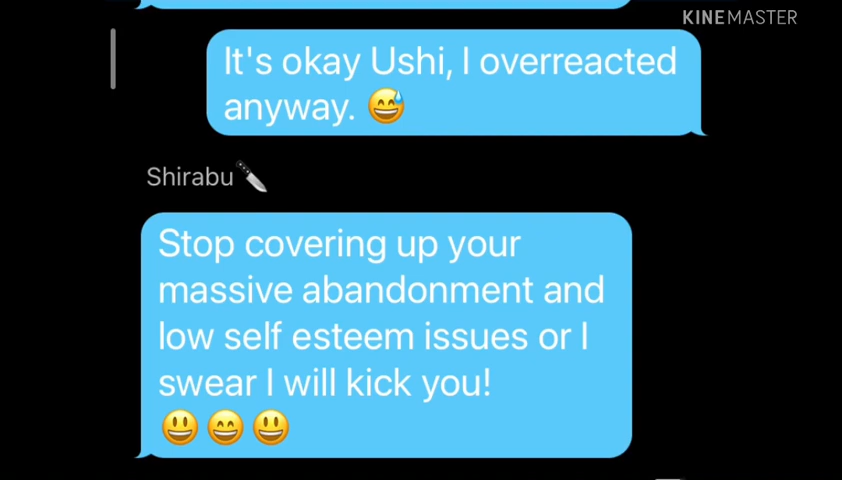 KINEMASTER
It's okay Ushi, I overreacted
anyway. 😅
Shirabu🔪
Stop covering up your
massive abandonment and
low self esteem issues or I
swear I will kick you!
😃😄😃